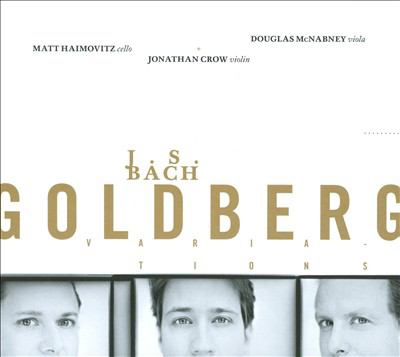 DOUGLAS McNABNEY viola
MATT HAIMOVITZ cello
+
JONATHAN CROW violin
J. S.
BACH
GOLDBERG
VARIA-
TIONS